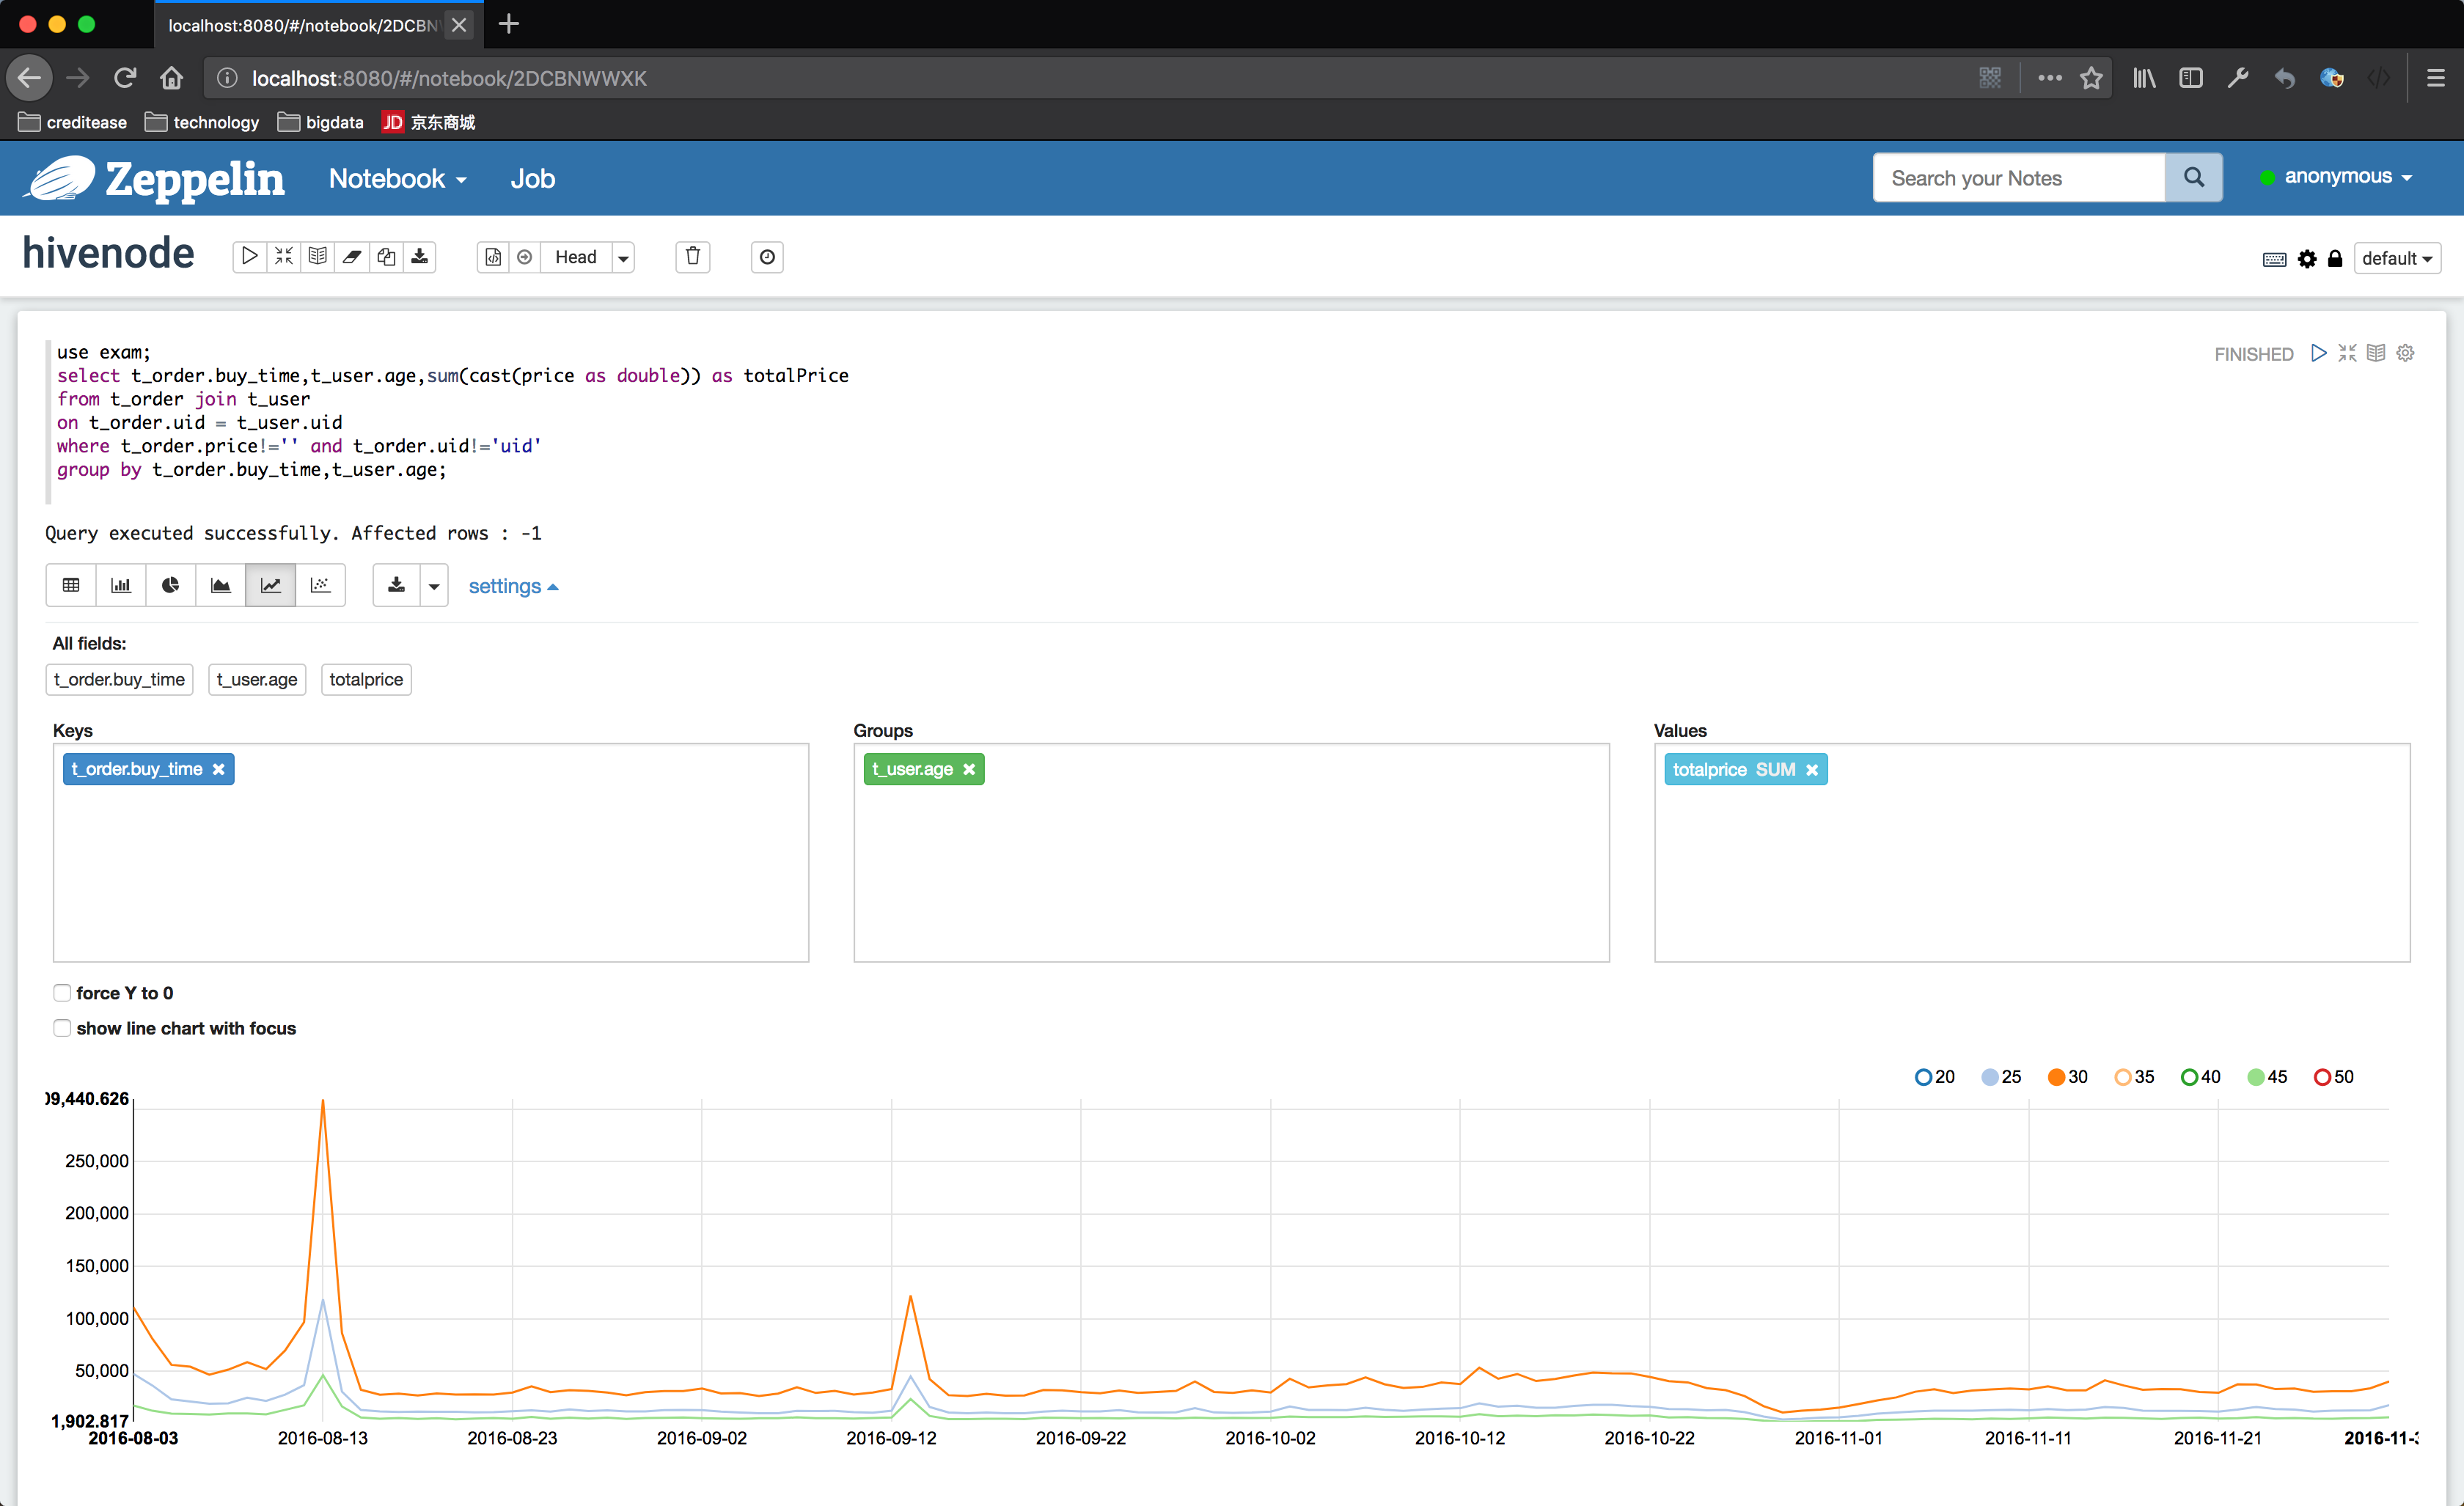 localhost:8080/#/notebook/2DCBN
localhost:8080/#/notebook/2DCBNWWXK
creditease technology bigdata JD 京东商城
Zeppelin Notebook Job Search your Notes anonymous
hivenode Head default
use exam;
FINISHED
select t_order.buy_time,t_user.age,sum(cast(price as double)) as totalPrice
from t_order join t_user
on t_order.uid = t_user.uid
where t_order.price!='' and t_order.uid!='uid'
group by t_order.buy_time,t_user.age;
Query executed successfully. Affected rows : -1
settings
All fields:
t_order.buy_time t_user.age totalprice
Keys Groups Values
t_order.buy_time t_user.age totalprice SUM
force Y to 0
show line chart with focus
20 25 30 35 40 45 50
09,440.626
250,000
200,000
150,000
100,000
50,000
1,902.817
2016-08-03 2016-08-13 2016-08-23 2016-09-02 2016-09-12 2016-09-22 2016-10-02 2016-10-12 2016-10-22 2016-11-01 2016-11-11 2016-11-21 2016-11-3